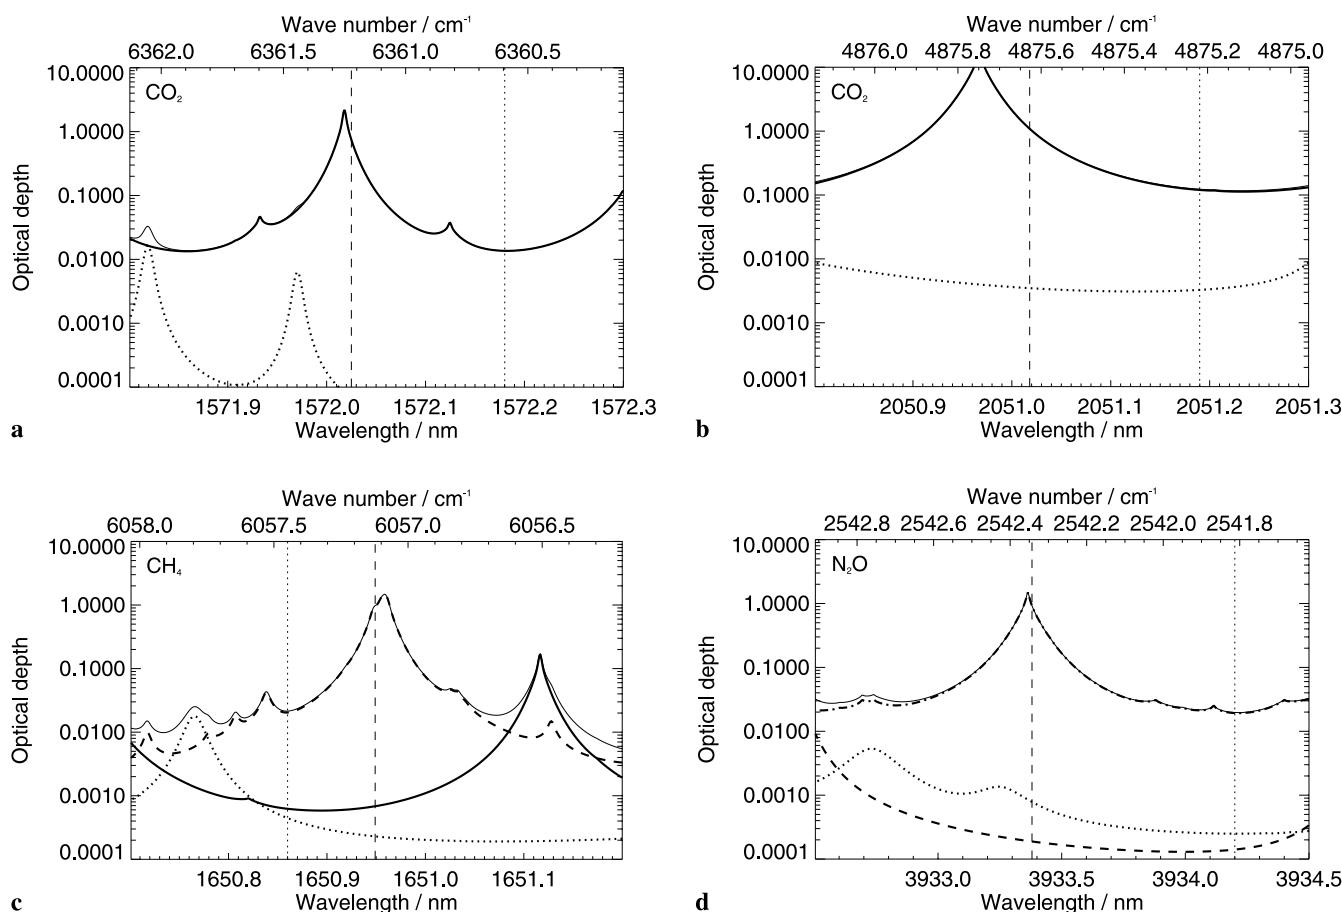 Wave number / cm⁻¹
6362.0 6361.5 6361.0 6360.5
10.0000
1.0000
0.1000
0.0100
0.0010
0.0001
Optical depth
CO₂
1571.9 1572.0 1572.1 1572.2 1572.3
Wavelength / nm
a
Wave number / cm⁻¹
4876.0 4875.8 4875.6 4875.4 4875.2 4875.0
10.0000
1.0000
0.1000
0.0100
0.0010
0.0001
Optical depth
CO₂
2050.9 2051.0 2051.1 2051.2 2051.3
Wavelength / nm
b
Wave number / cm⁻¹
6058.0 6057.5 6057.0 6056.5
10.0000
1.0000
0.1000
0.0100
0.0010
0.0001
Optical depth
CH₄
1650.8 1650.9 1651.0 1651.1
Wavelength / nm
c
Wave number / cm⁻¹
2542.8 2542.6 2542.4 2542.2 2542.0 2541.8
10.0000
1.0000
0.1000
0.0100
0.0010
0.0001
Optical depth
N₂O
3933.0 3933.5 3934.0 3934.5
Wavelength / nm
d